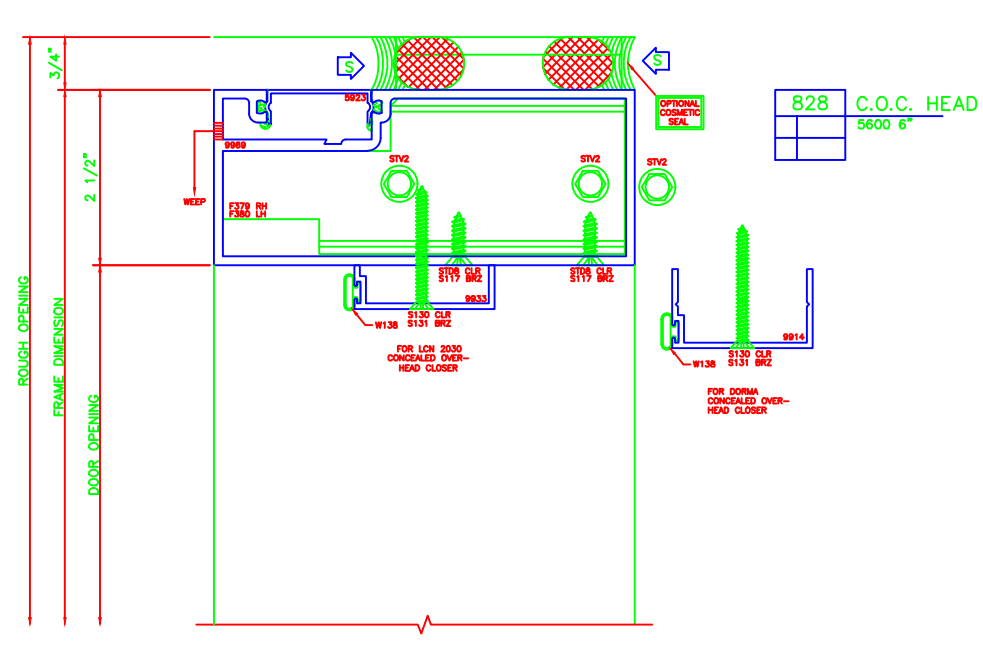 3/4"
S
S
OPTIONAL
COSMETIC
SEAL
828
C.O.C. HEAD
5600 6"
5923
9969
WEEP
2 1/2"
STV2
STV2
STV2
F379 RH
F380 LH
STD8 CLR
S117 BRZ
STD8 CLR
S117 BRZ
9933
W138
S130 CLR
S131 BRZ
FOR LCN 2030
CONCEALED OVER-
HEAD CLOSER
9914
W138
S130 CLR
S131 BRZ
FOR DORMA
CONCEALED OVER-
HEAD CLOSER
ROUGH OPENING
FRAME DIMENSION
DOOR OPENING